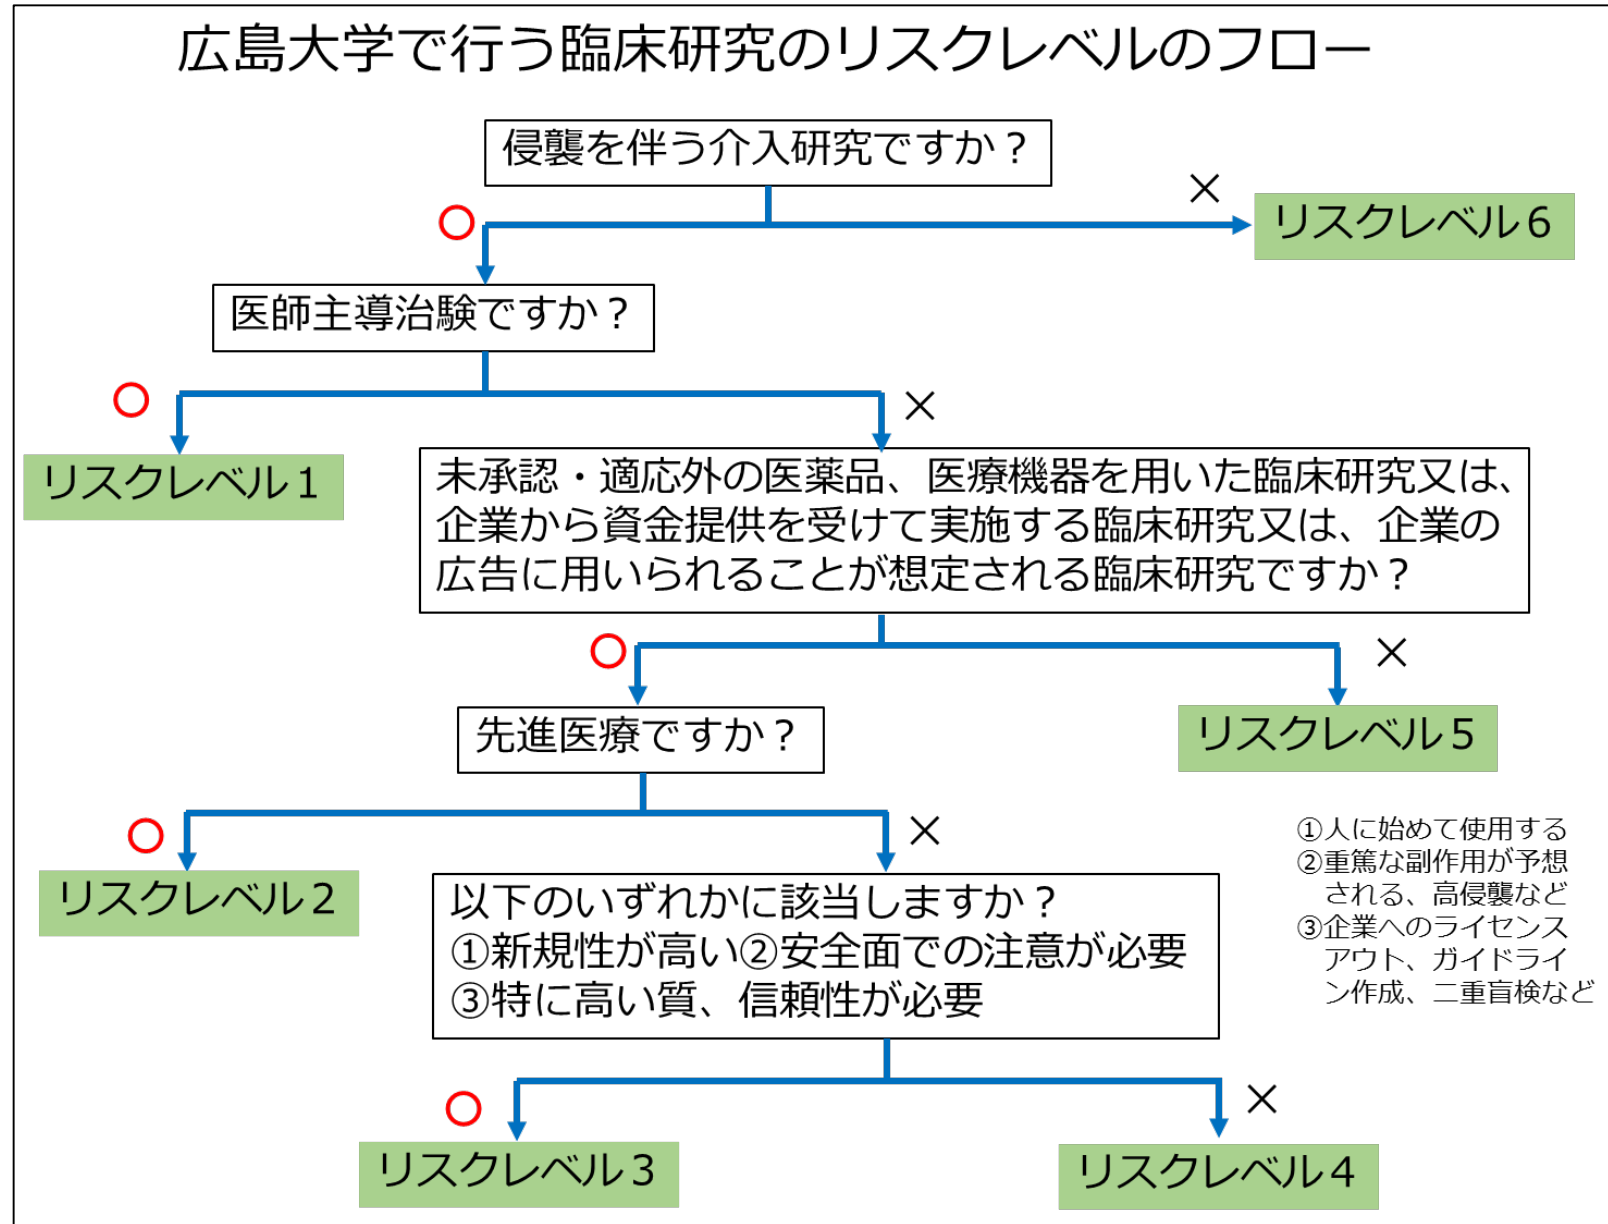 広島大学で行う臨床研究のリスクレベルのフロー
侵襲を伴う介入研究ですか？
×
リスクレベル６
○
医師主導治験ですか？
○
×
リスクレベル１
未承認・適応外の医薬品、医療機器を用いた臨床研究又は、
企業から資金提供を受けて実施する臨床研究又は、企業の
広告に用いられることが想定される臨床研究ですか？
○
×
先進医療ですか？
リスクレベル５
○
×
リスクレベル２
以下のいずれかに該当しますか？
①新規性が高い②安全面での注意が必要
③特に高い質、信頼性が必要
①人に始めて使用する
②重篤な副作用が予想
される、高侵襲など
③企業へのライセンス
アウト、ガイドライ
ン作成、二重盲検など
○
×
リスクレベル３
リスクレベル４